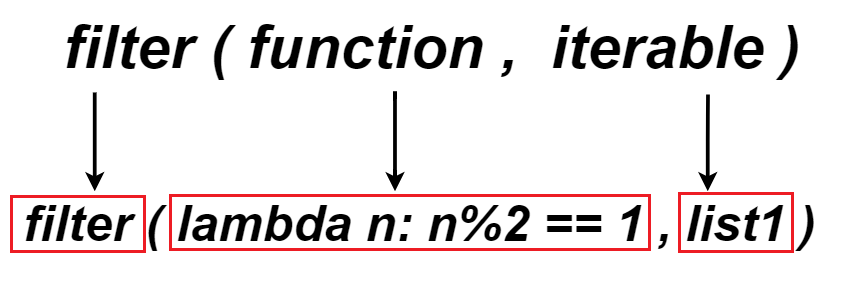 filter ( function , iterable )
filter ( lambda n: n%2 == 1 , list1 )